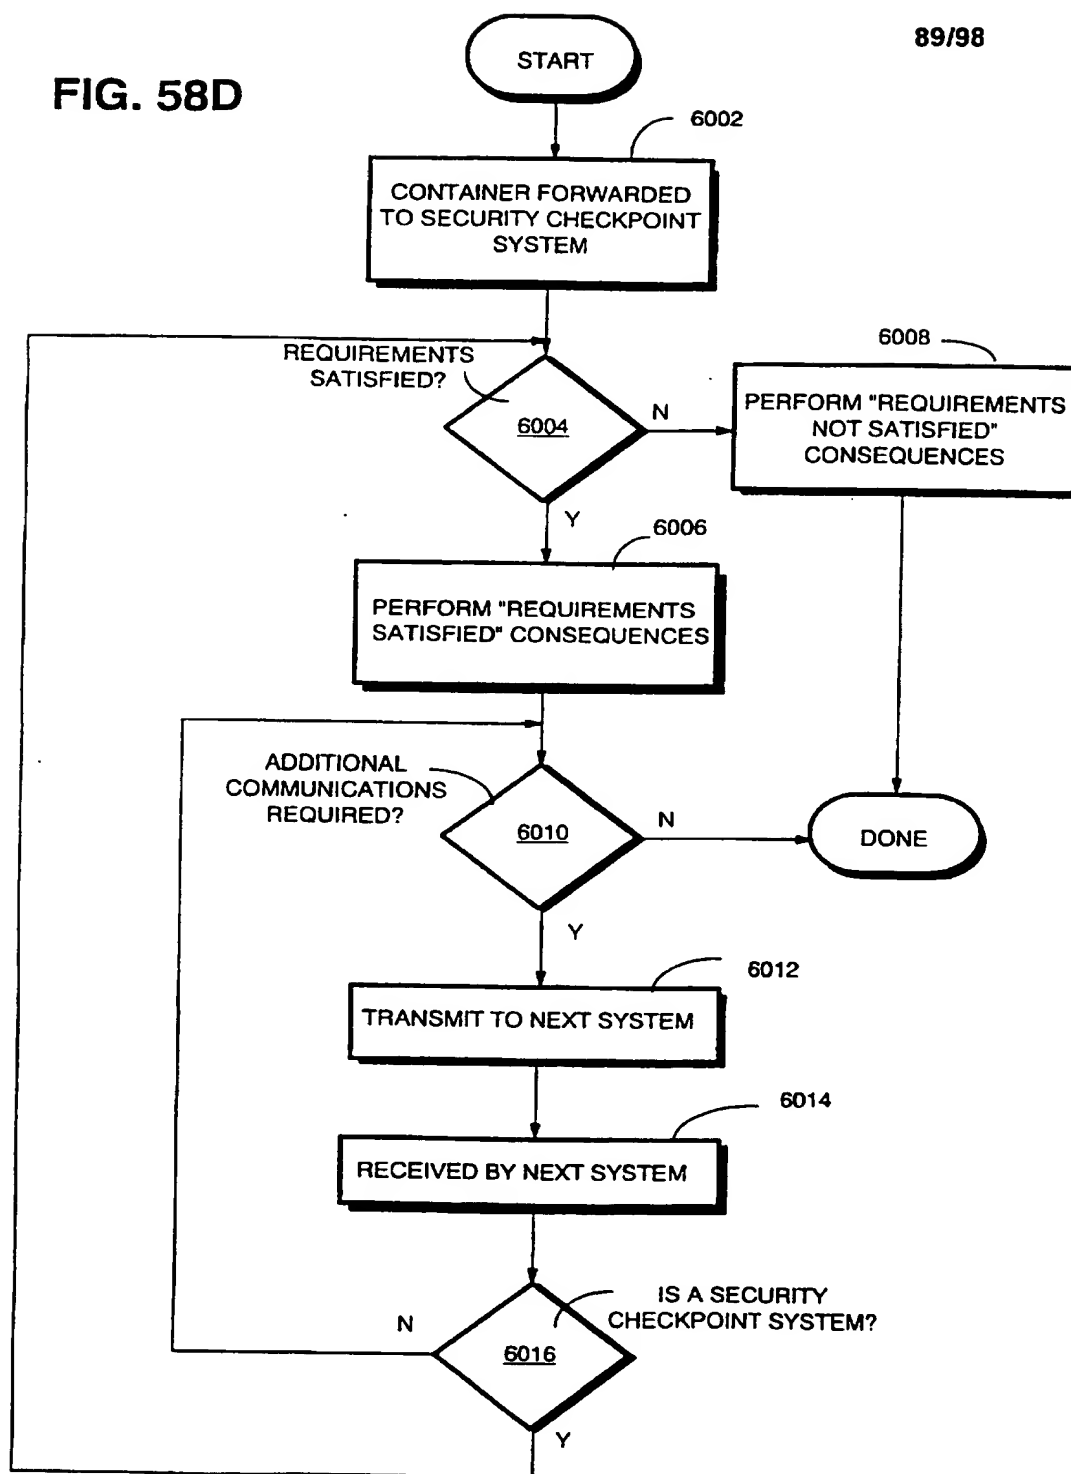 89/98
FIG. 58D
START
6002
CONTAINER FORWARDED
TO SECURITY CHECKPOINT
SYSTEM
REQUIREMENTS
SATISFIED?
6004
N
6008
PERFORM "REQUIREMENTS
NOT SATISFIED"
CONSEQUENCES
Y
6006
PERFORM "REQUIREMENTS
SATISFIED" CONSEQUENCES
ADDITIONAL
COMMUNICATIONS
REQUIRED?
6010
N
DONE
Y
6012
TRANSMIT TO NEXT SYSTEM
6014
RECEIVED BY NEXT SYSTEM
IS A SECURITY
CHECKPOINT SYSTEM?
N
6016
Y